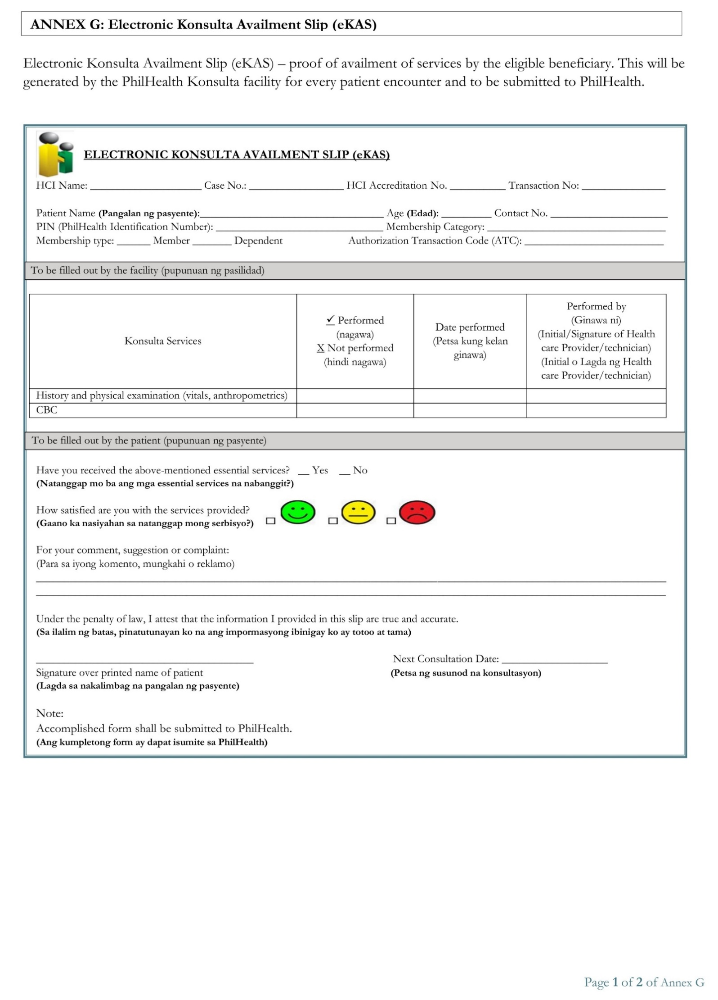 ANNEX G: Electronic Konsulta Availment Slip (eKAS)
Electronic Konsulta Availment Slip (eKAS) – proof of availment of services by the eligible beneficiary. This will be
generated by the PhilHealth Konsulta facility for every patient encounter and to be submitted to PhilHealth.
ELECTRONIC KONSULTA AVAILMENT SLIP (eKAS)
HCI Name: ____________________ Case No.: _________________ HCI Accreditation No. __________ Transaction No: _______________
Patient Name (Pangalan ng pasyente):_________________________________ Age (Edad): _________ Contact No. _____________________
PIN (PhilHealth Identification Number): ______________________________ Membership Category: ________________________________
Membership type: ______ Member _______ Dependent Authorization Transaction Code (ATC): _________________________
To be filled out by the facility (pupunuan ng pasilidad)
Konsulta Services
✓ Performed
(nagawa)
X Not performed
(hindi nagawa)
Date performed
(Petsa kung kelan
ginawa)
Performed by
(Ginawa ni)
(Initial/Signature of Health
care Provider/technician)
(Initial o Lagda ng Health
care Provider/technician)
History and physical examination (vitals, anthropometrics)
CBC
To be filled out by the patient (pupunuan ng pasyente)
Have you received the above-mentioned essential services? __ Yes __ No
(Natanggap mo ba ang mga essential services na nabanggit?)
How satisfied are you with the services provided?
(Gaano ka nasiyahan sa natanggap mong serbisyo?)
For your comment, suggestion or complaint:
(Para sa iyong komento, mungkahi o reklamo)
Under the penalty of law, I attest that the information I provided in this slip are true and accurate.
(Sa ilalim ng batas, pinatutunayan ko na ang impormasyong ibinigay ko ay totoo at tama)
Next Consultation Date: ___________________
Signature over printed name of patient (Petsa ng susunod na konsultasyon)
(Lagda sa nakalimbag na pangalan ng pasyente)
Note:
Accomplished form shall be submitted to PhilHealth.
(Ang kumpletong form ay dapat isumite sa PhilHealth)
Page 1 of 2 of Annex G